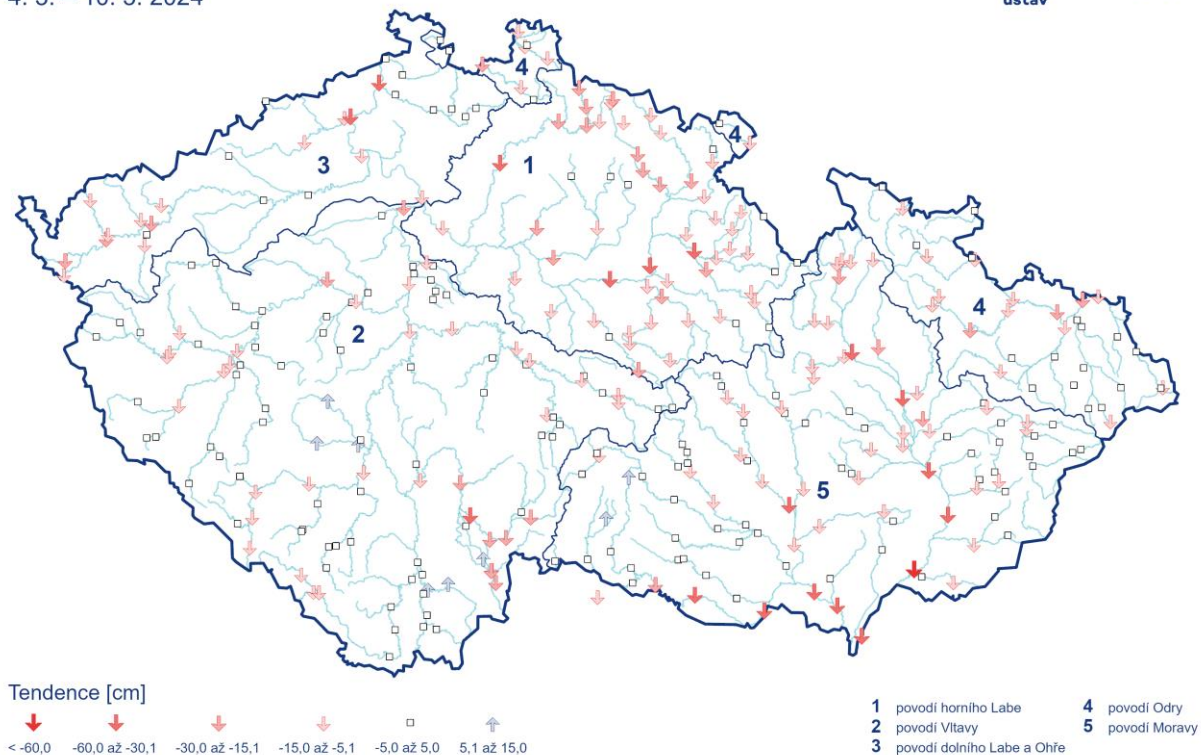 ústav
4
4
3
1
2
4
5
Tendence [cm]
< -60,0
-60,0 až -30,1
-30,0 až -15,1
-15,0 až -5,1
-5,0 až 5,0
5,1 až 15,0
1 povodí horního Labe
2 povodí Vltavy
3 povodí dolního Labe a Ohře
4 povodí Odry
5 povodí Moravy